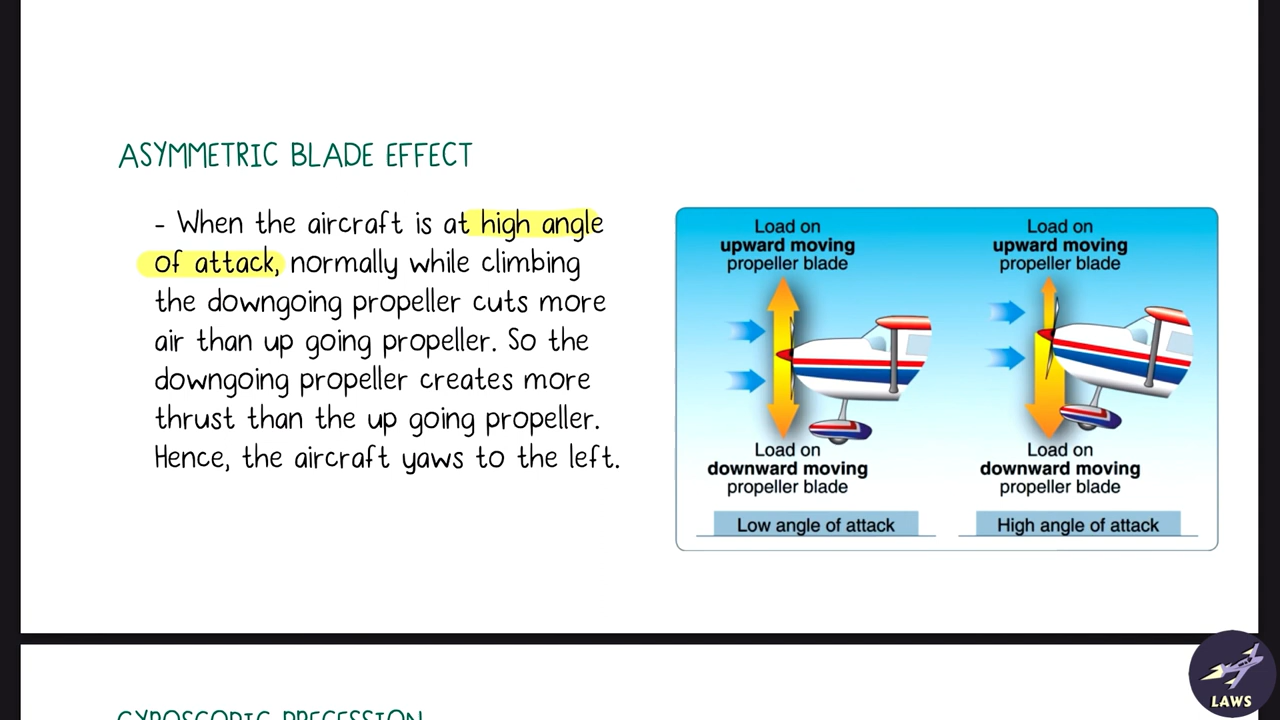 ASYMMETRIC BLADE EFFECT
- When the aircraft is at high angle
of attack, normally while climbing
the downgoing propeller cuts more
air than up going propeller. So the
downgoing propeller creates more
thrust than the up going propeller.
Hence, the aircraft yaws to the left.
Load on
upward moving
propeller blade
Load on
downward moving
propeller blade
Low angle of attack
Load on
upward moving
propeller blade
Load on
downward moving
propeller blade
High angle of attack
GYROSCOPIC PRECESSION
LAWS